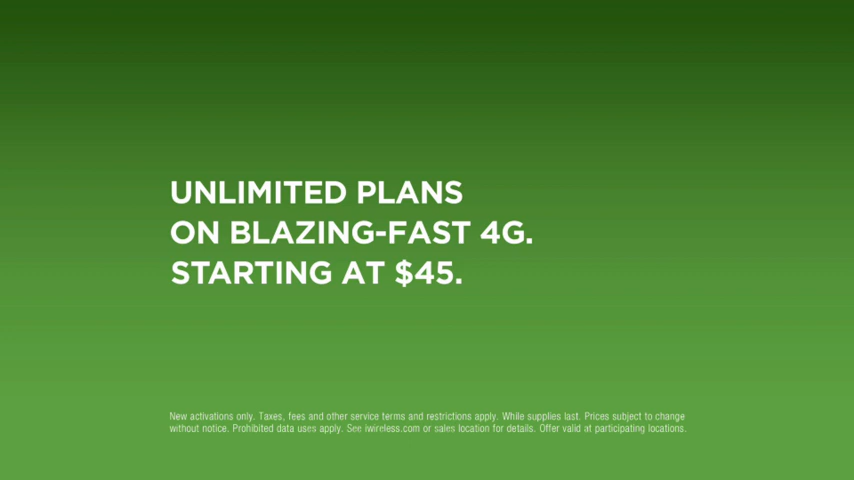 UNLIMITED PLANS
ON BLAZING-FAST 4G.
STARTING AT $45.
New activations only. Taxes, fees and other service terms and restrictions apply. While supplies last. Prices subject to change
without notice. Prohibited data uses apply. See iwireless.com or sales location for details. Offer valid at participating locations.